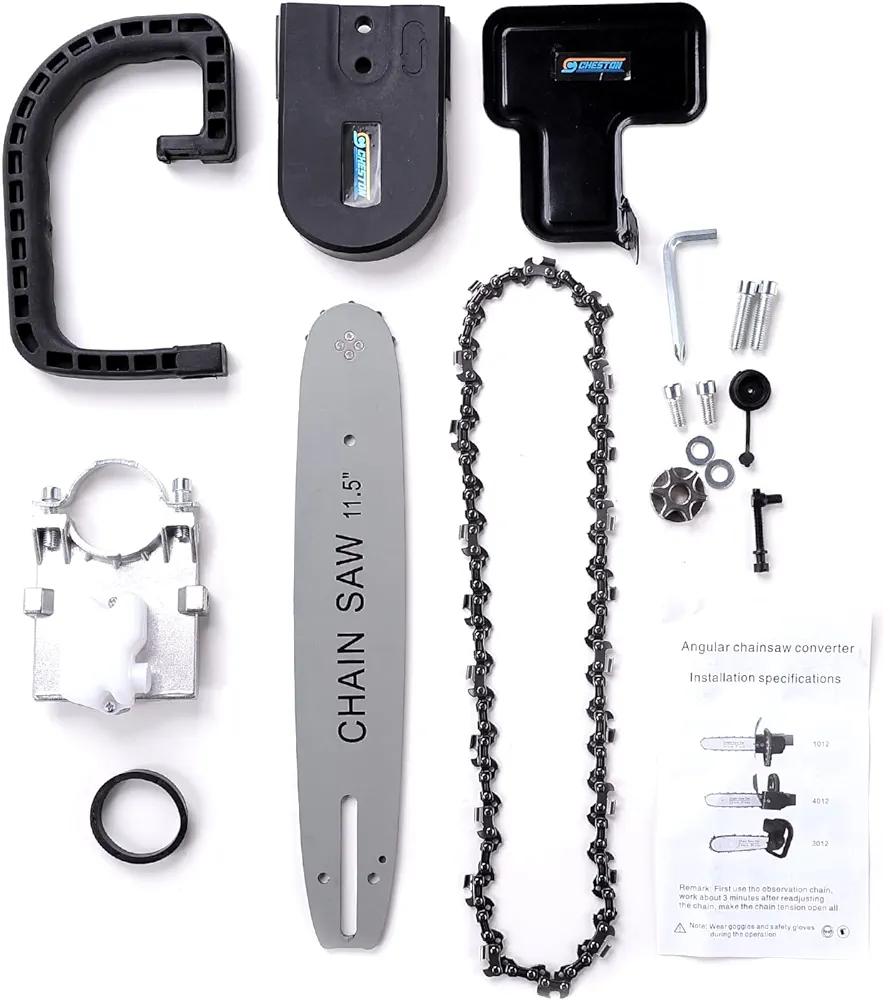 CHESTON
CHESTON
CHAIN SAW 11.5"
Angular chainsaw converter
Installation specifications
1012
4012
3012
Remark: First use the observation chain,
work about 3 minutes after readjusting
the chain, make the chain tension open all
Note: Wear goggles and safety gloves
during the operation